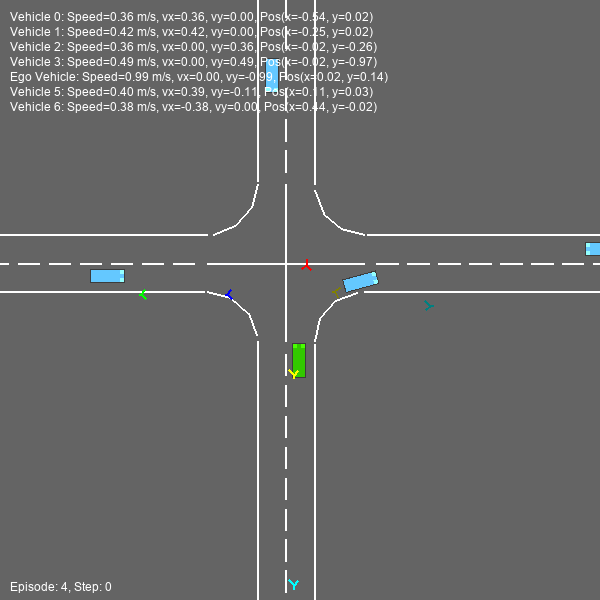 Vehicle 0: Speed=0.36 m/s, vx=0.36, vy=0.00, Pos(x=-0.54, y=0.02)
Vehicle 1: Speed=0.42 m/s, vx=0.42, vy=0.00, Pos(x=-0.25, y=0.02)
Vehicle 2: Speed=0.36 m/s, vx=0.00, vy=0.36, Pos(x=-0.02, y=-0.26)
Vehicle 3: Speed=0.49 m/s, vx=0.00, vy=0.49, Pos(x=-0.02, y=-0.97)
Ego Vehicle: Speed=0.99 m/s, vx=0.00, vy=-0.99, Pos(x=0.02, y=0.14)
Vehicle 5: Speed=0.40 m/s, vx=0.39, vy=-0.11, Pos(x=0.11, y=0.03)
Vehicle 6: Speed=0.38 m/s, vx=-0.38, vy=0.00, Pos(x=0.44, y=-0.02)
Episode: 4, Step: 0